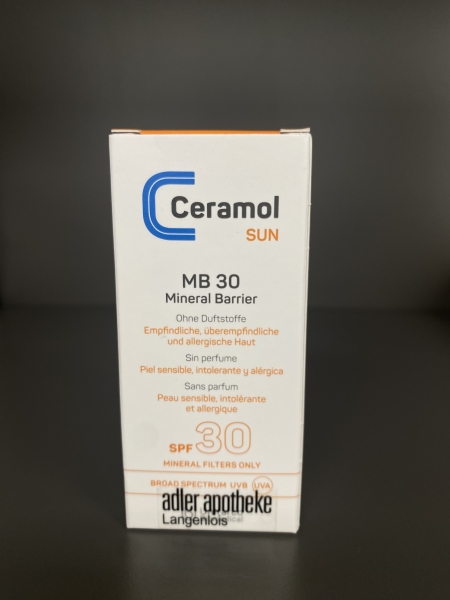 Ceramol
SUN
MB 30
Mineral Barrier
Ohne Duftstoffe
Empfindliche, überempfindliche
und allergische Haut
Sin perfume
Piel sensible, intolerante y alérgica
Sans parfum
Peau sensible, intolérante
et allergique
SPF 30
MINERAL FILTERS ONLY
BROAD SPECTRUM UVB UVA
adler apotheke
Langenlois